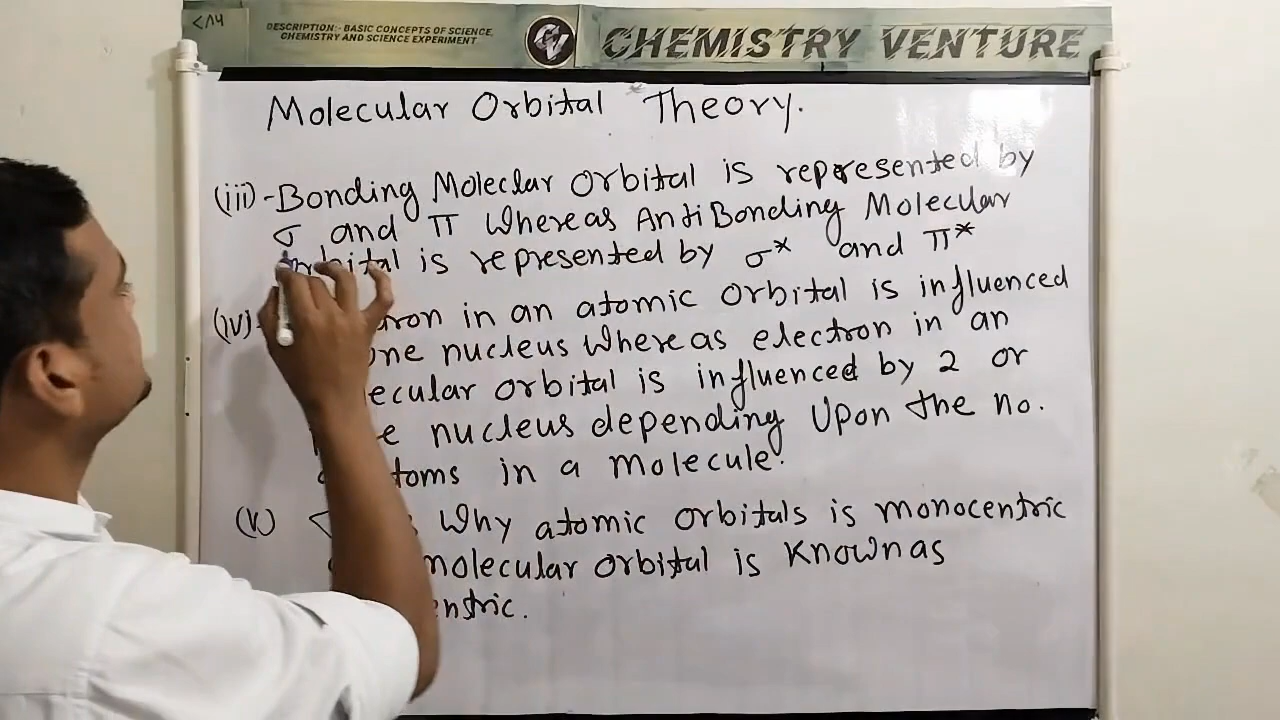 <14
DESCRIPTION:- BASIC CONCEPTS OF SCIENCE,
CHEMISTRY AND SCIENCE EXPERIMENT
CV
CHEMISTRY VENTURE
Molecular Orbital Theory.
(iii)-Bonding Moleclar Orbital is represented by
σ and π Whereas AntiBonding Molecular
orbital is represented by σ* and π*
(iv)- in an atomic orbital is influenced
nucleus Whereas electron in an
orbital is influenced by 2 or
nucleus depending Upon the no.
in a molecule.
(v) Why atomic orbitals is monocentric
molecular orbital is Known as